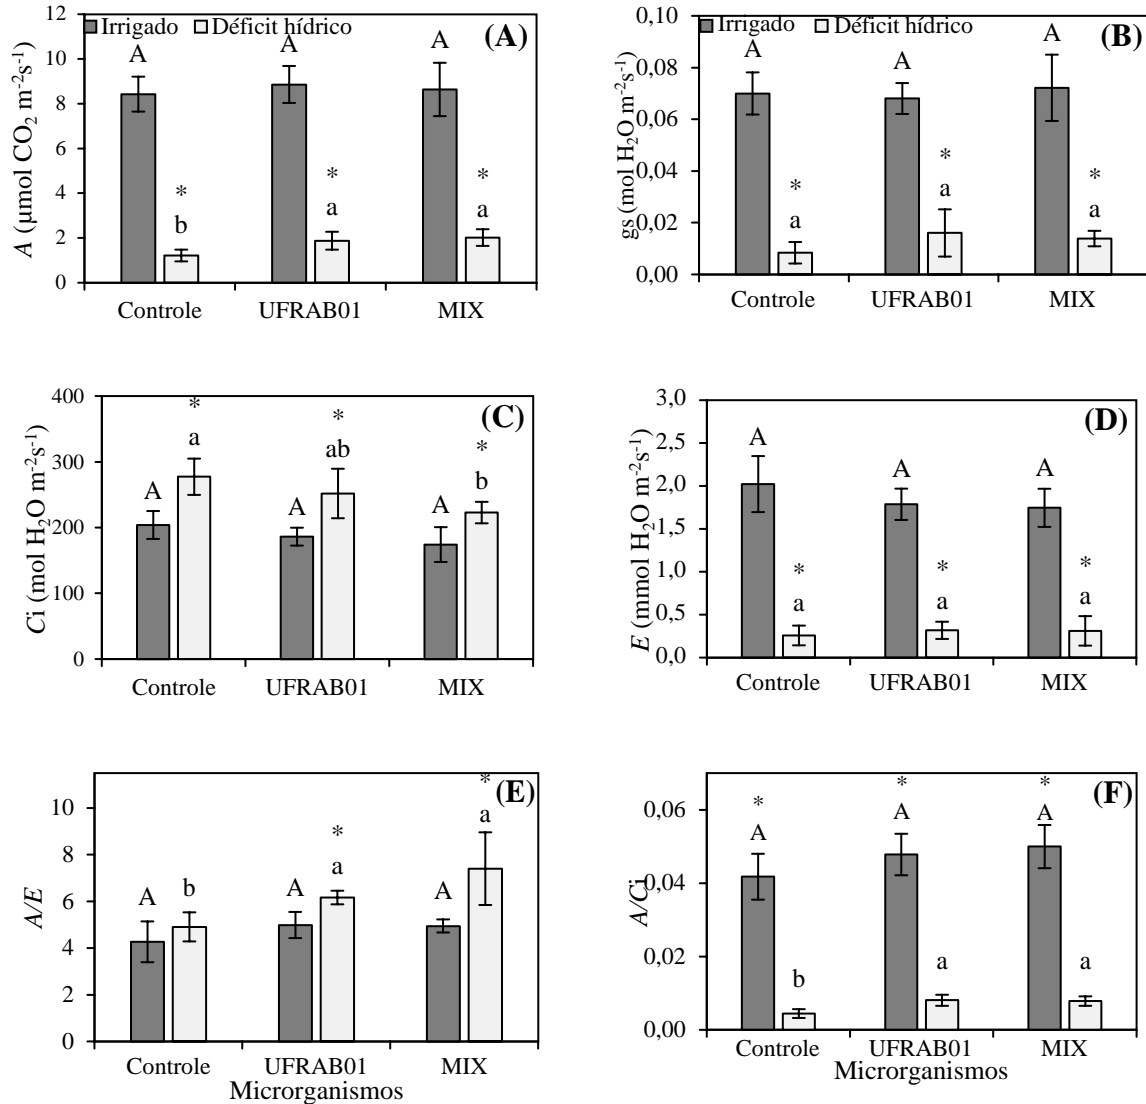 A (µmol CO2 m-2s-1)
12
10
8
6
4
2
0
Irrigado Déficit hídrico
(A)
A A A
* * *
b a a
Controle UFRAB01 MIX
gs (mol H2O m-2s-1)
0,10
0,08
0,06
0,04
0,02
0,00
Irrigado Déficit hídrico
(B)
A A A
* * *
a a a
Controle UFRAB01 MIX
Ci (mol H2O m-2s-1)
400
300
200
100
0
(C)
* * *
a ab b
A A A
Controle UFRAB01 MIX
E (mmol H2O m-2s-1)
3,0
2,5
2,0
1,5
1,0
0,5
0,0
(D)
A A A
* * *
a a a
Controle UFRAB01 MIX
A/E
10
8
6
4
2
0
(E)
* *
A b A a A a
Controle UFRAB01 MIX
Microrganismos
A/Ci
0,06
0,04
0,02
0,00
(F)
* * *
A A A
b a a
Controle UFRAB01 MIX
Microrganismos